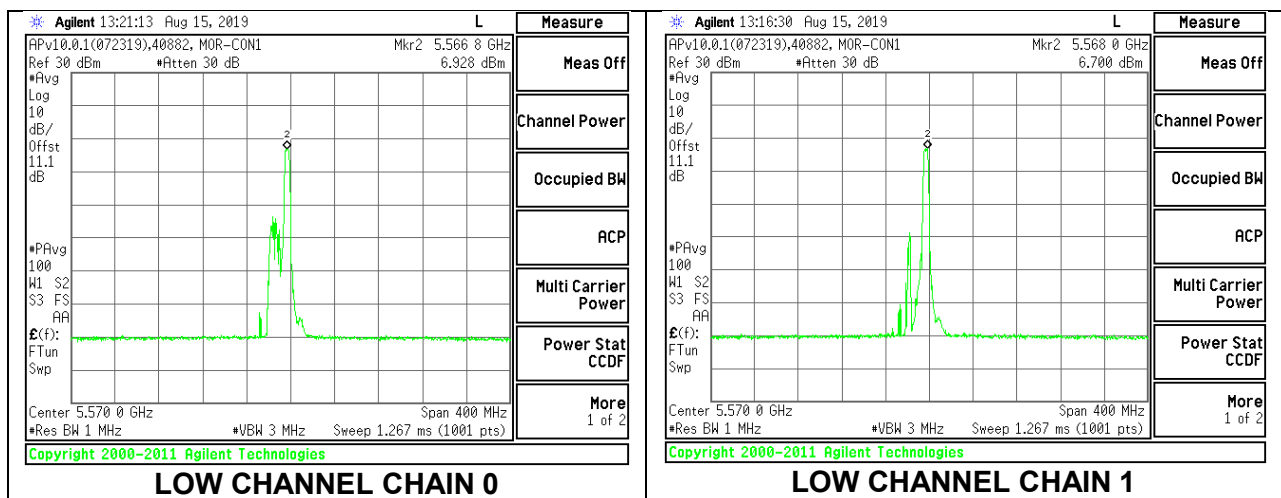 Agilent 13:21:13 Aug 15, 2019 L Measure
APv10.0.1(072319),40882, MOR-CON1 Mkr2 5.566 8 GHz
Ref 30 dBm #Atten 30 dB 6.928 dBm
#Avg
Log
10
dB/
Offst
11.1
dB
#PAvg
100
W1 S2
S3 FS
AA
£(f):
FTun
Swp
2
Center 5.570 0 GHz Span 400 MHz
#Res BW 1 MHz #VBW 3 MHz Sweep 1.267 ms (1001 pts)
Meas Off
Channel Power
Occupied BW
ACP
Multi Carrier
Power
Power Stat
CCDF
More
1 of 2
Copyright 2000-2011 Agilent Technologies
LOW CHANNEL CHAIN 0
Agilent 13:16:30 Aug 15, 2019 L Measure
APv10.0.1(072319),40882, MOR-CON1 Mkr2 5.568 0 GHz
Ref 30 dBm #Atten 30 dB 6.700 dBm
#Avg
Log
10
dB/
Offst
11.1
dB
#PAvg
100
W1 S2
S3 FS
AA
£(f):
FTun
Swp
2
Center 5.570 0 GHz Span 400 MHz
#Res BW 1 MHz #VBW 3 MHz Sweep 1.267 ms (1001 pts)
Meas Off
Channel Power
Occupied BW
ACP
Multi Carrier
Power
Power Stat
CCDF
More
1 of 2
Copyright 2000-2011 Agilent Technologies
LOW CHANNEL CHAIN 1